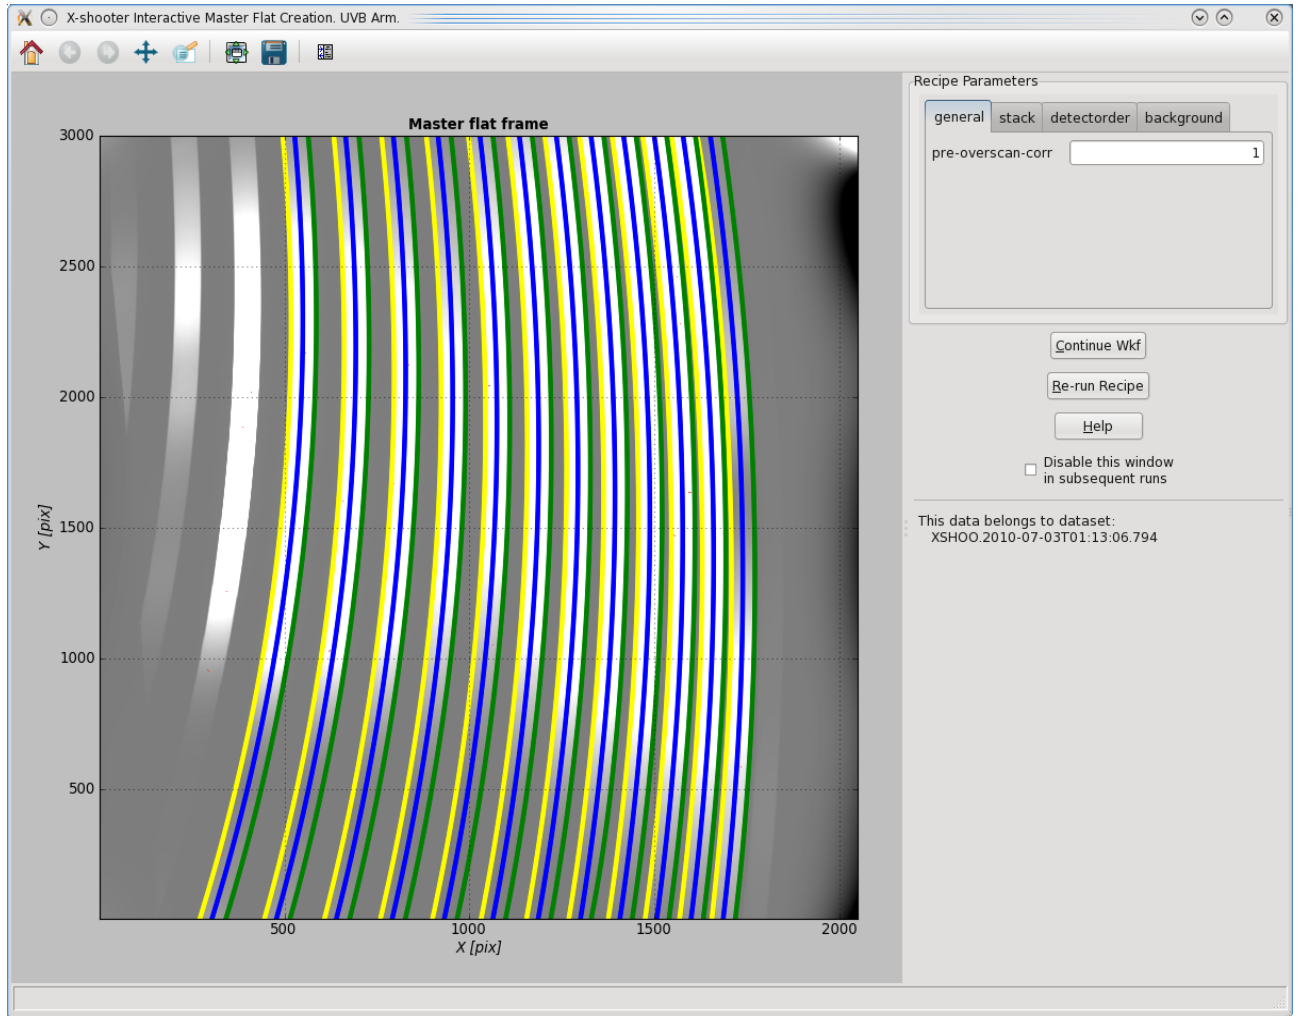 X-shooter Interactive Master Flat Creation. UVB Arm.
Recipe Parameters
general stack detectorder background
pre-overscan-corr 1
Master flat frame
3000
2500
2000
1500
1000
500
Y [pix]
500 1000 1500 2000
X [pix]
Continue Wkf
Re-run Recipe
Help
Disable this window
in subsequent runs
This data belongs to dataset:
XSHOO.2010-07-03T01:13:06.794